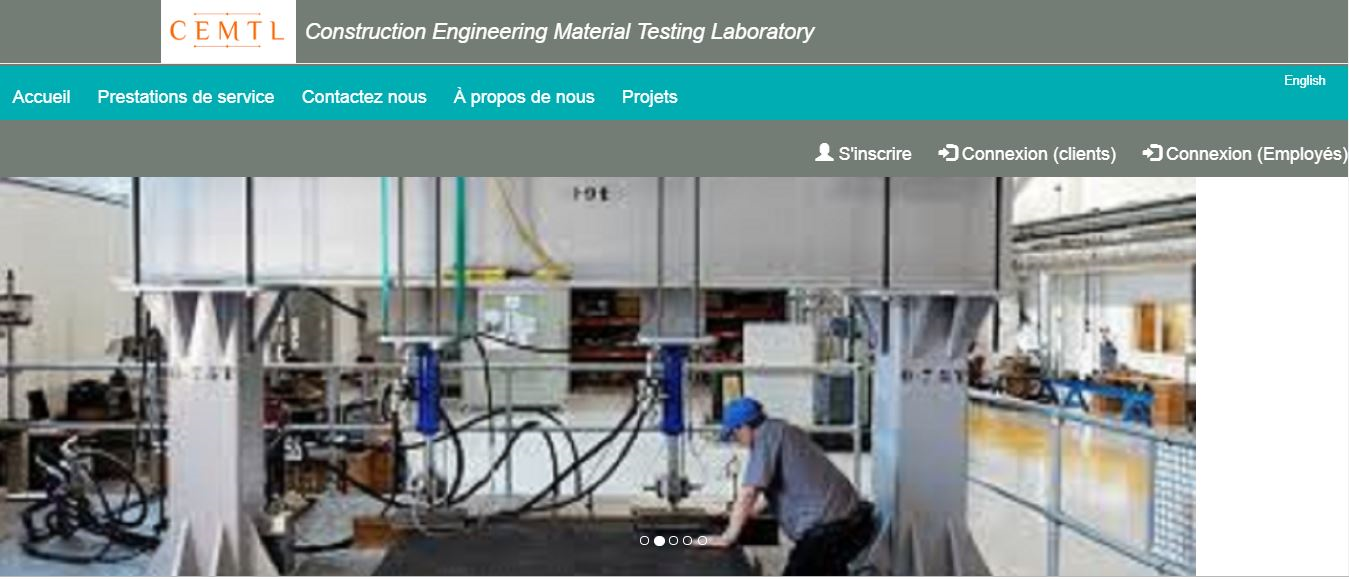 CEMTL Construction Engineering Material Testing Laboratory
English
Accueil Prestations de service Contactez nous À propos de nous Projets
S'inscrire Connexion (clients) Connexion (Employés)